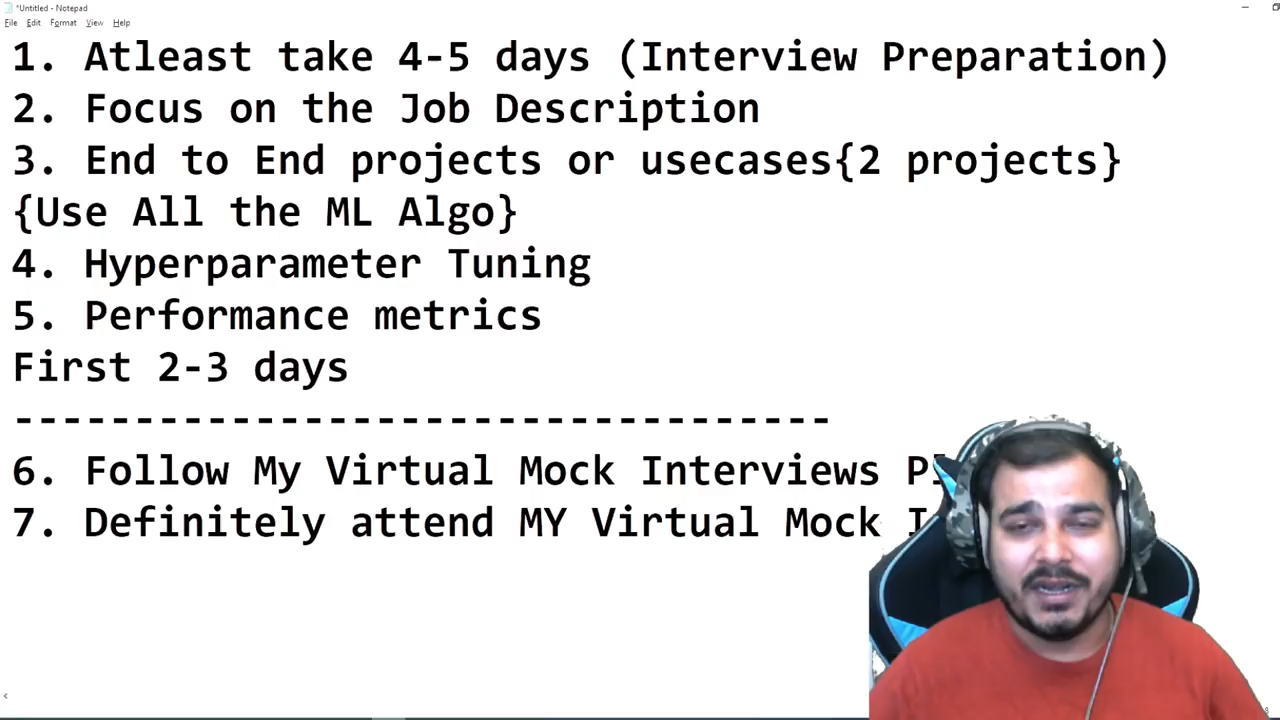 *Untitled - Notepad
File Edit Format View Help
1. Atleast take 4-5 days (Interview Preparation)
2. Focus on the Job Description
3. End to End projects or usecases{2 projects}
{Use All the ML Algo}
4. Hyperparameter Tuning
5. Performance metrics
First 2-3 days
----------------------------------
6. Follow My Virtual Mock Interviews
7. Definitely attend MY Virtual Mock